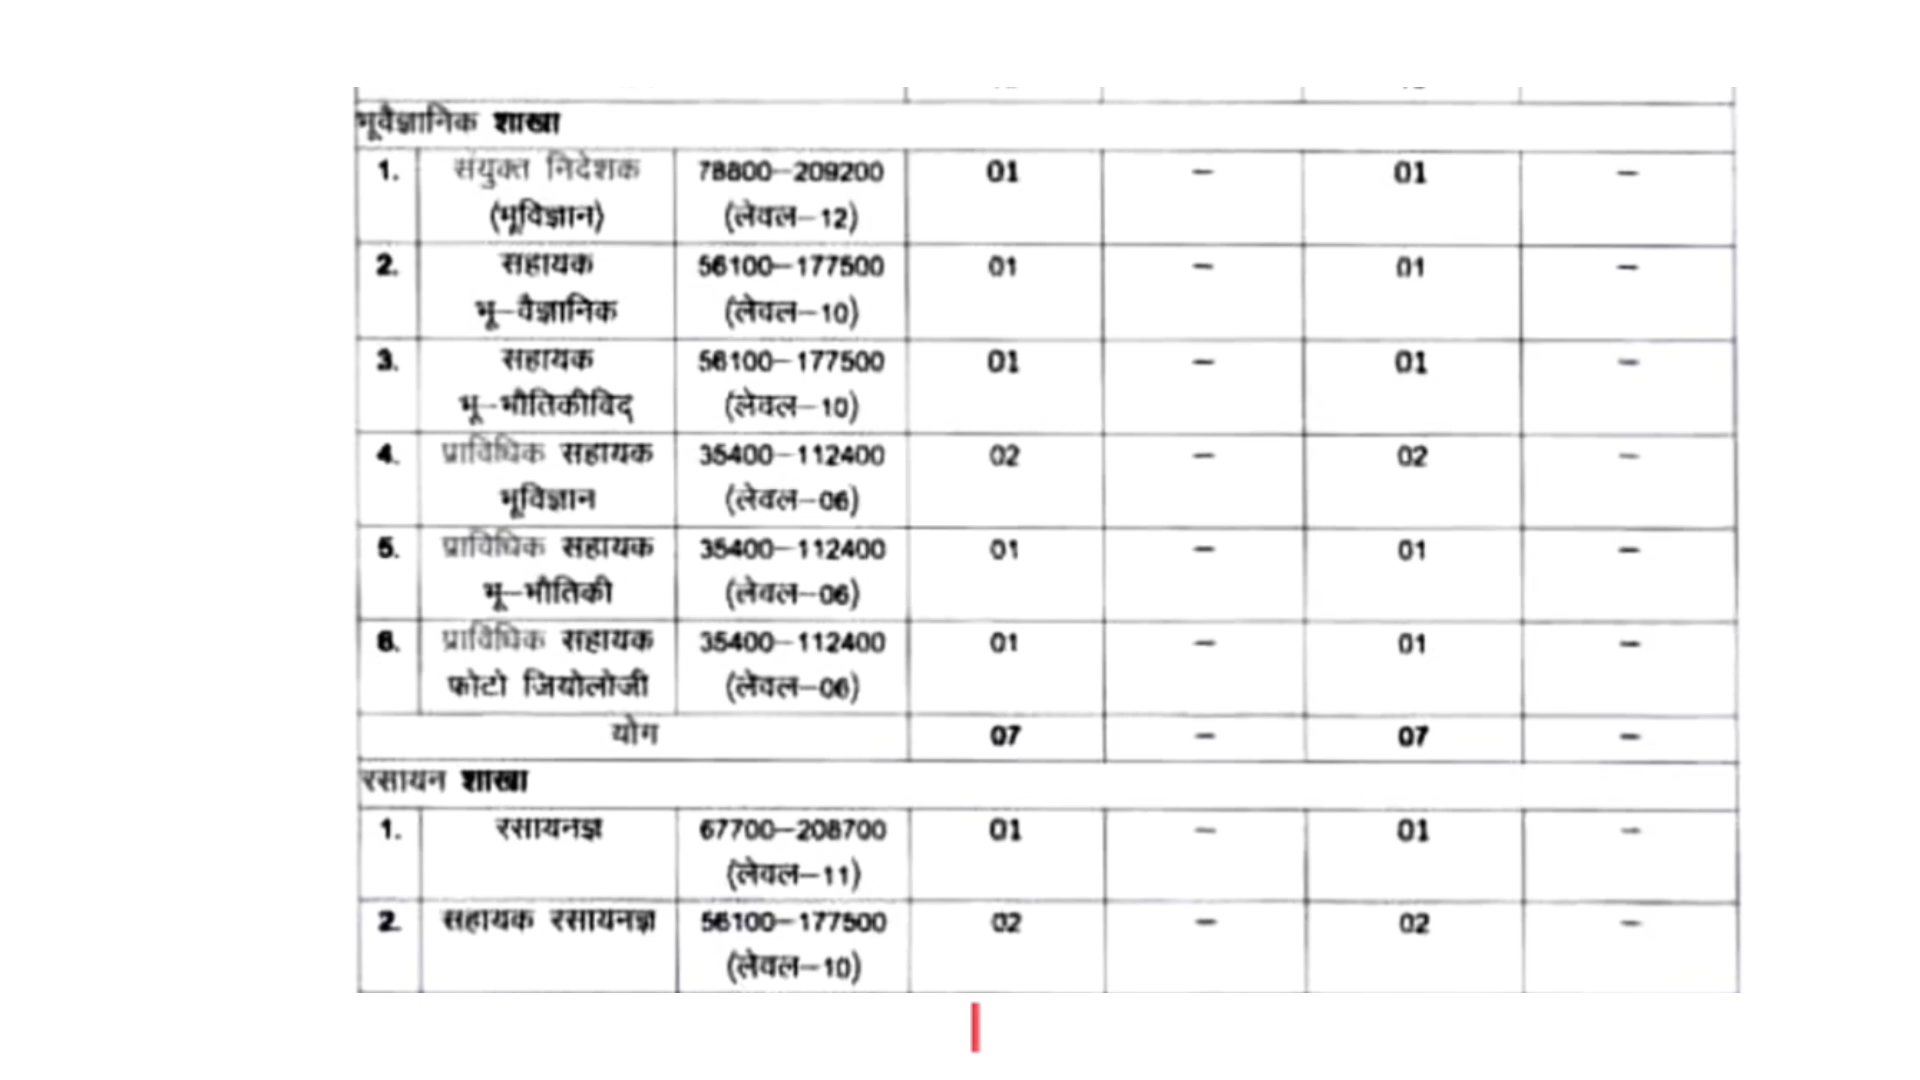 भूवैज्ञानिक शाखा
1. संयुक्त निदेशक 78800–209200 01 – 01 –
(भूविज्ञान) (लेवल–12)
2. सहायक 56100–177500 01 – 01 –
भू–वैज्ञानिक (लेवल–10)
3. सहायक 56100–177500 01 – 01 –
भू–भौतिकीविद् (लेवल–10)
4. प्राविधिक सहायक 35400–112400 02 – 02 –
भूविज्ञान (लेवल–06)
5. प्राविधिक सहायक 35400–112400 01 – 01 –
भू–भौतिकी (लेवल–06)
6. प्राविधिक सहायक 35400–112400 01 – 01 –
फोटो जियोलोजी (लेवल–06)
योग 07 – 07 –
रसायन शाखा
1. रसायनज्ञ 67700–208700 01 – 01 –
(लेवल–11)
2. सहायक रसायनज्ञ 56100–177500 02 – 02 –
(लेवल–10)